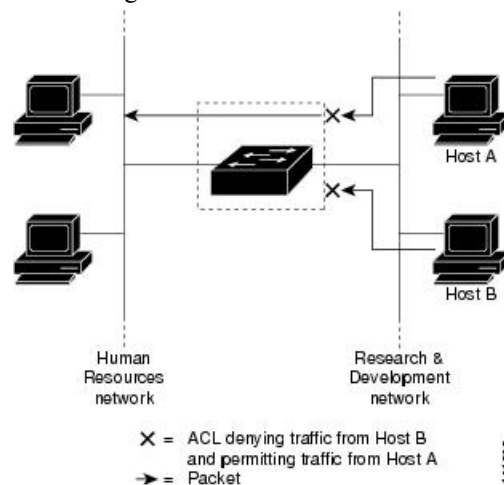 Host A
Host B
Human
Resources
network
Research &
Development
network
= ACL denying traffic from Host B
and permitting traffic from Host A
= Packet